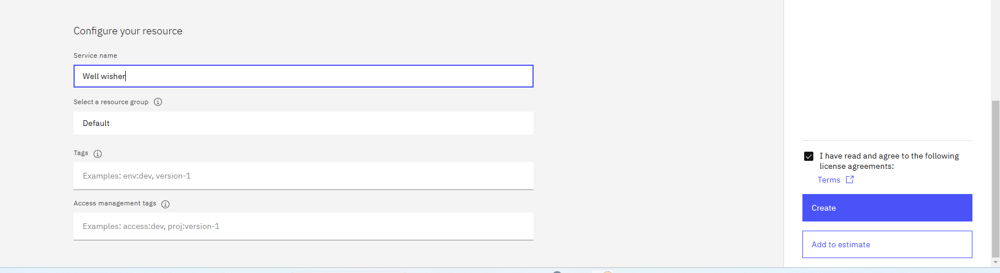 Configure your resource
Service name
Well wisher
Select a resource group
Default
Tags
Examples: env:dev, version-1
Access management tags
Examples: access:dev, proj:version-1
I have read and agree to the following
license agreements:
Terms
Create
Add to estimate